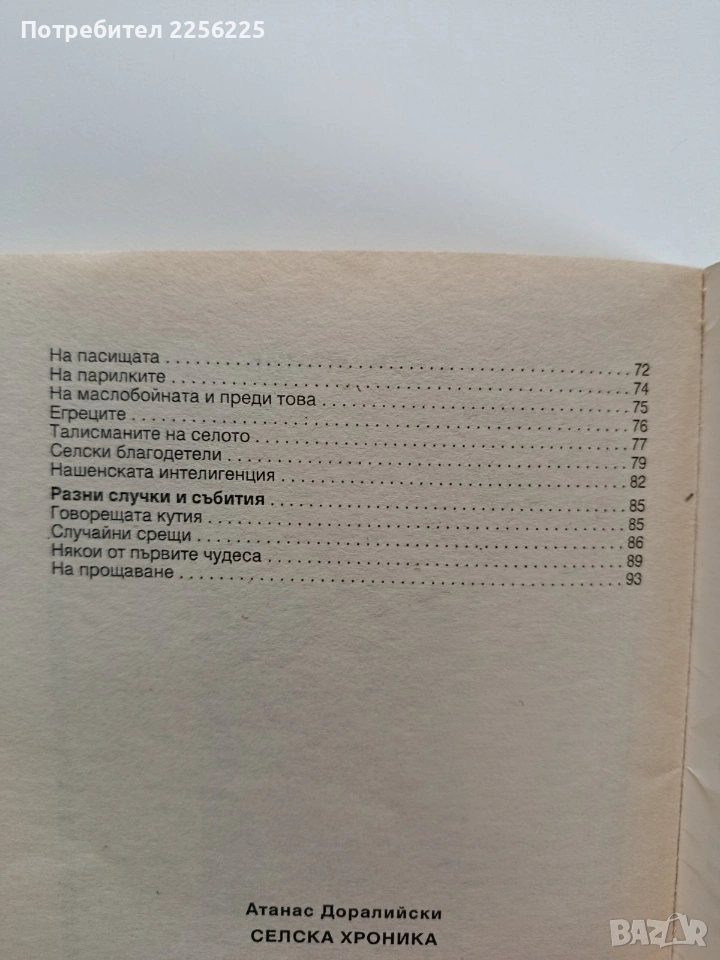 Потребител 2256225
На пасищата 72
На парилките 74
На маслобойната и преди това 75
Егреците 76
Талисманите на селото 77
Селски благодетели 79
Нашенската интелигенция 82
Разни случки и събития 85
Говорещата кутия 85
Случайни срещи 86
Някои от първите чудеса 89
На прощаване 93
Атанас Доралийски
СЕЛСКА ХРОНИКА
BAZAR